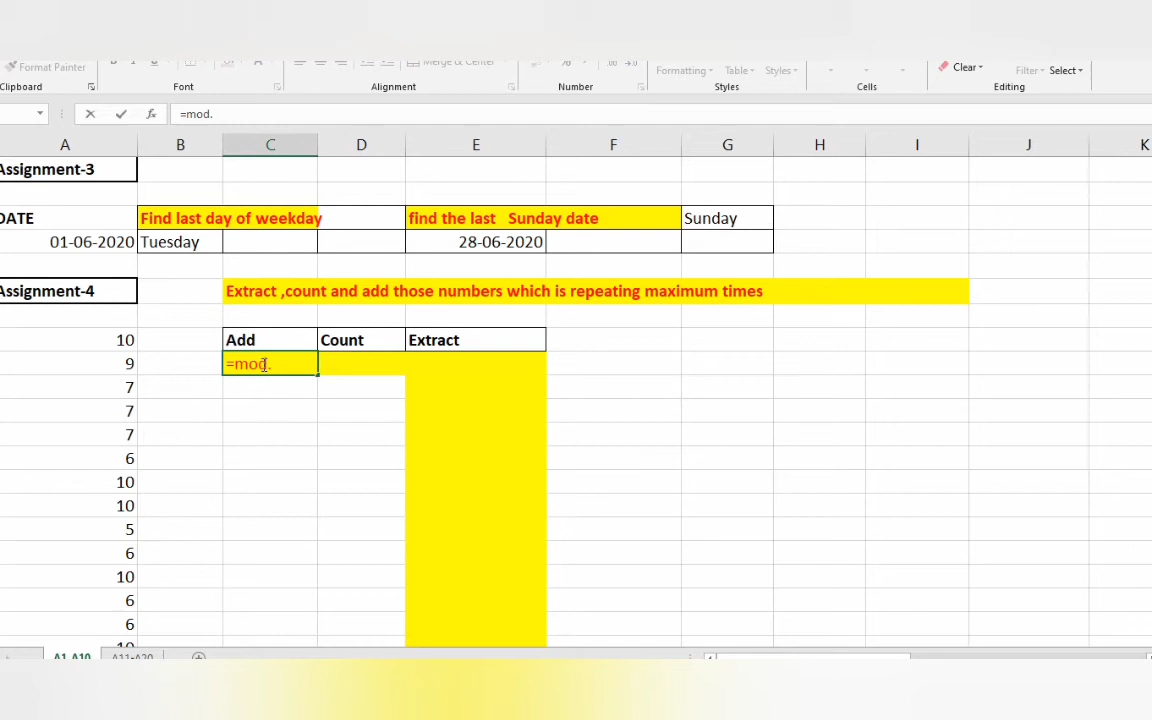 Merge & Center
Format Painter
Formatting Table Styles
Clear
Filter Select
Clipboard Font Alignment Number Styles Cells Editing
=mod.
A B C D E F G H I J K
Assignment-3
DATE Find last day of weekday find the last Sunday date Sunday
01-06-2020 Tuesday 28-06-2020
Assignment-4 Extract ,count and add those numbers which is repeating maximum times
10 Add Count Extract
9 =mod.
7
7
7
6
10
10
5
6
10
6
6
10
A1-A10 A11-A20